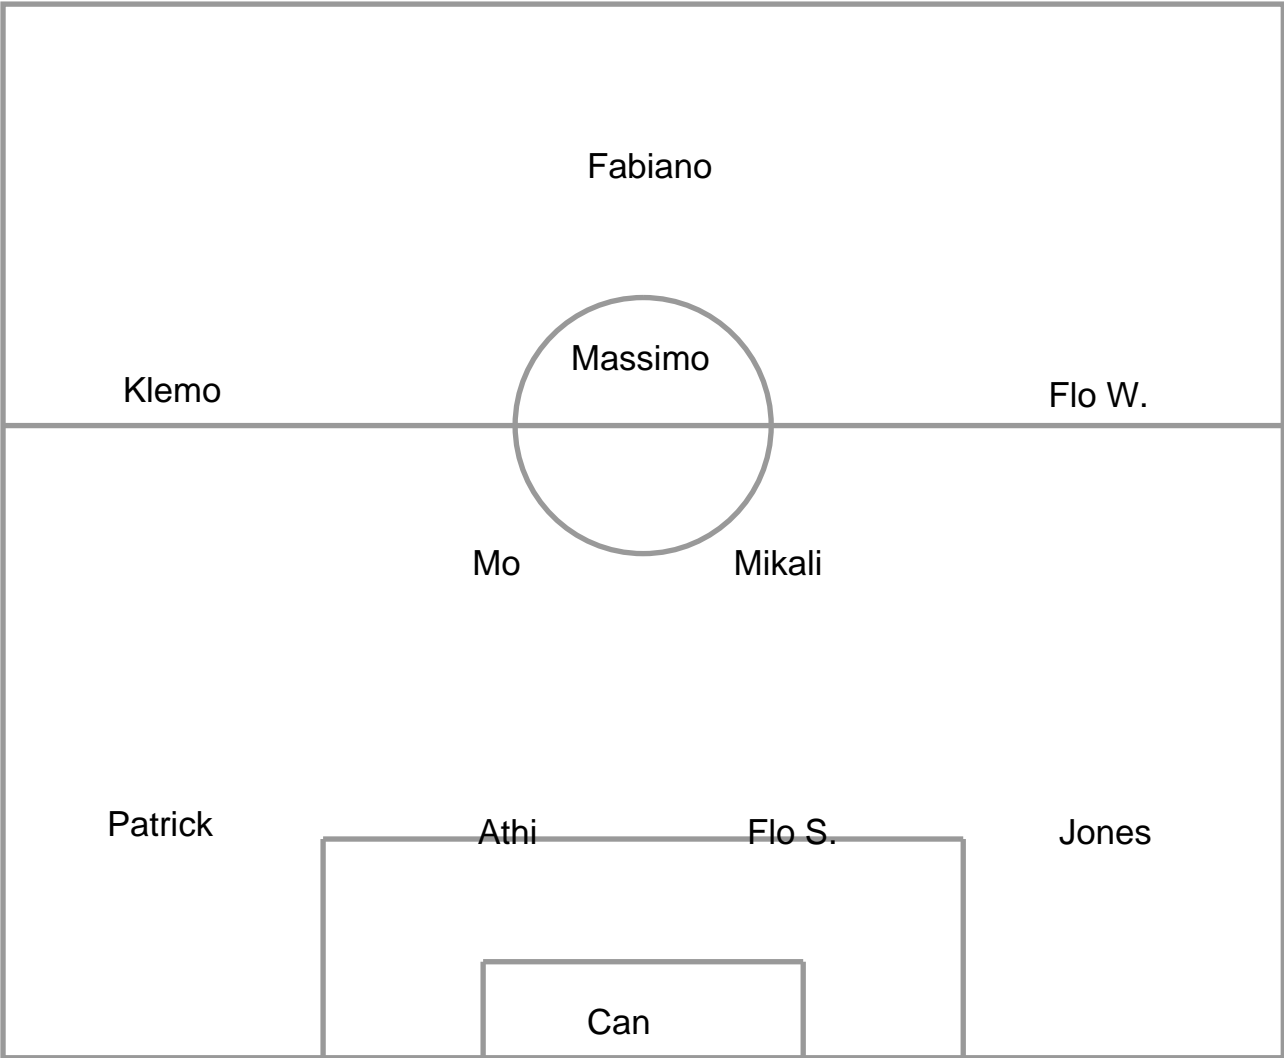 Fabiano
Massimo
Klemo
Flo W.
Mo
Mikali
Patrick
Athi
Flo S.
Jones
Can